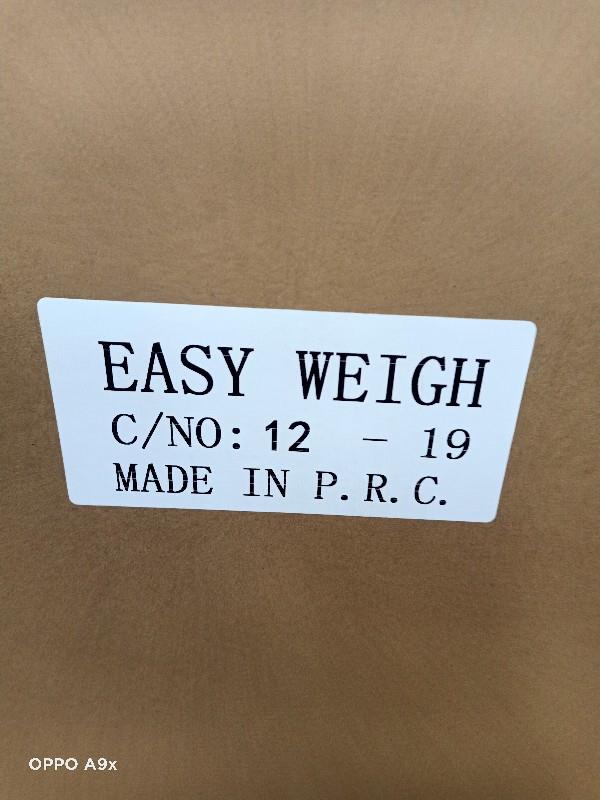 EASY WEIGH
C/NO: 12 - 19
MADE IN P.R.C.
OPPO A9x